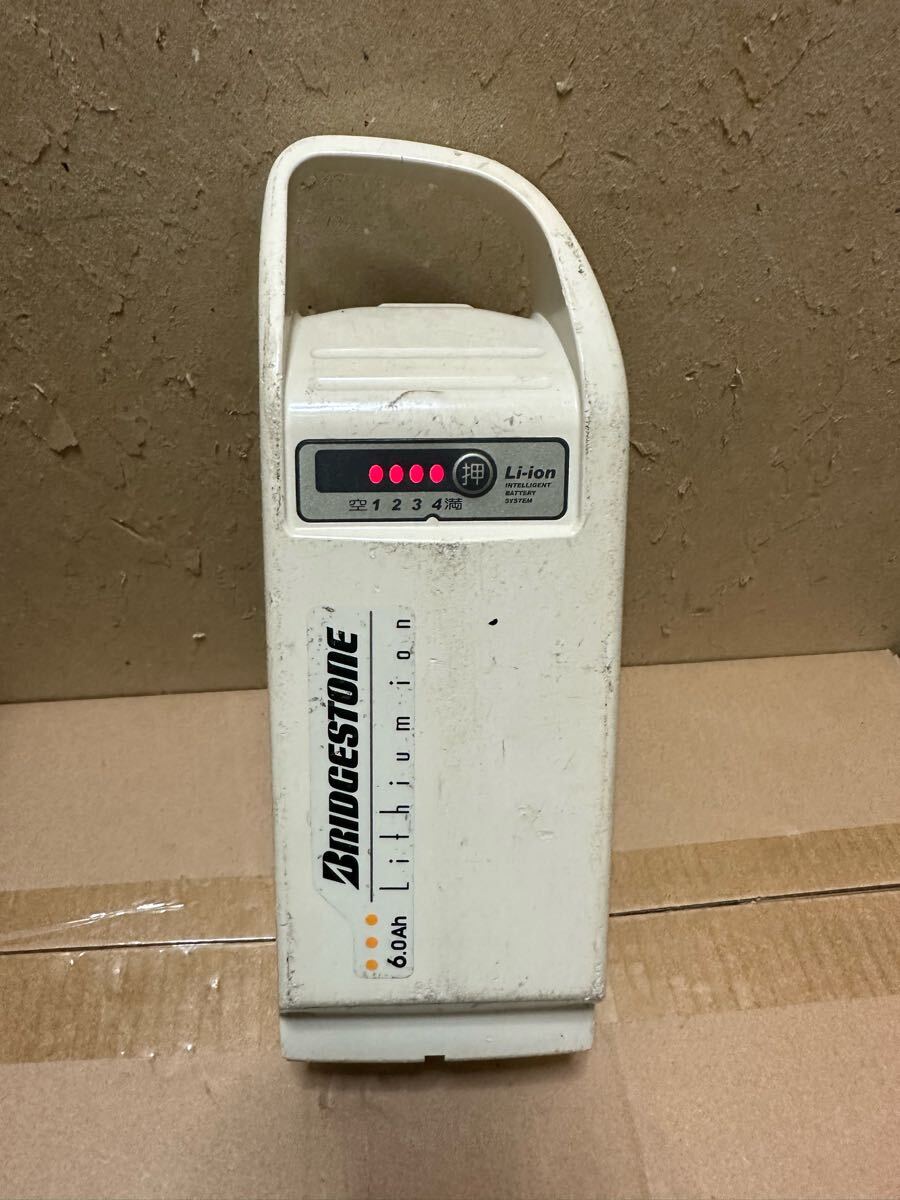 押
Li-ion
INTELLIGENT
BATTERY
SYSTEM
空 1 2 3 4 満
BRIDGESTONE
Lithium ion
6.0Ah